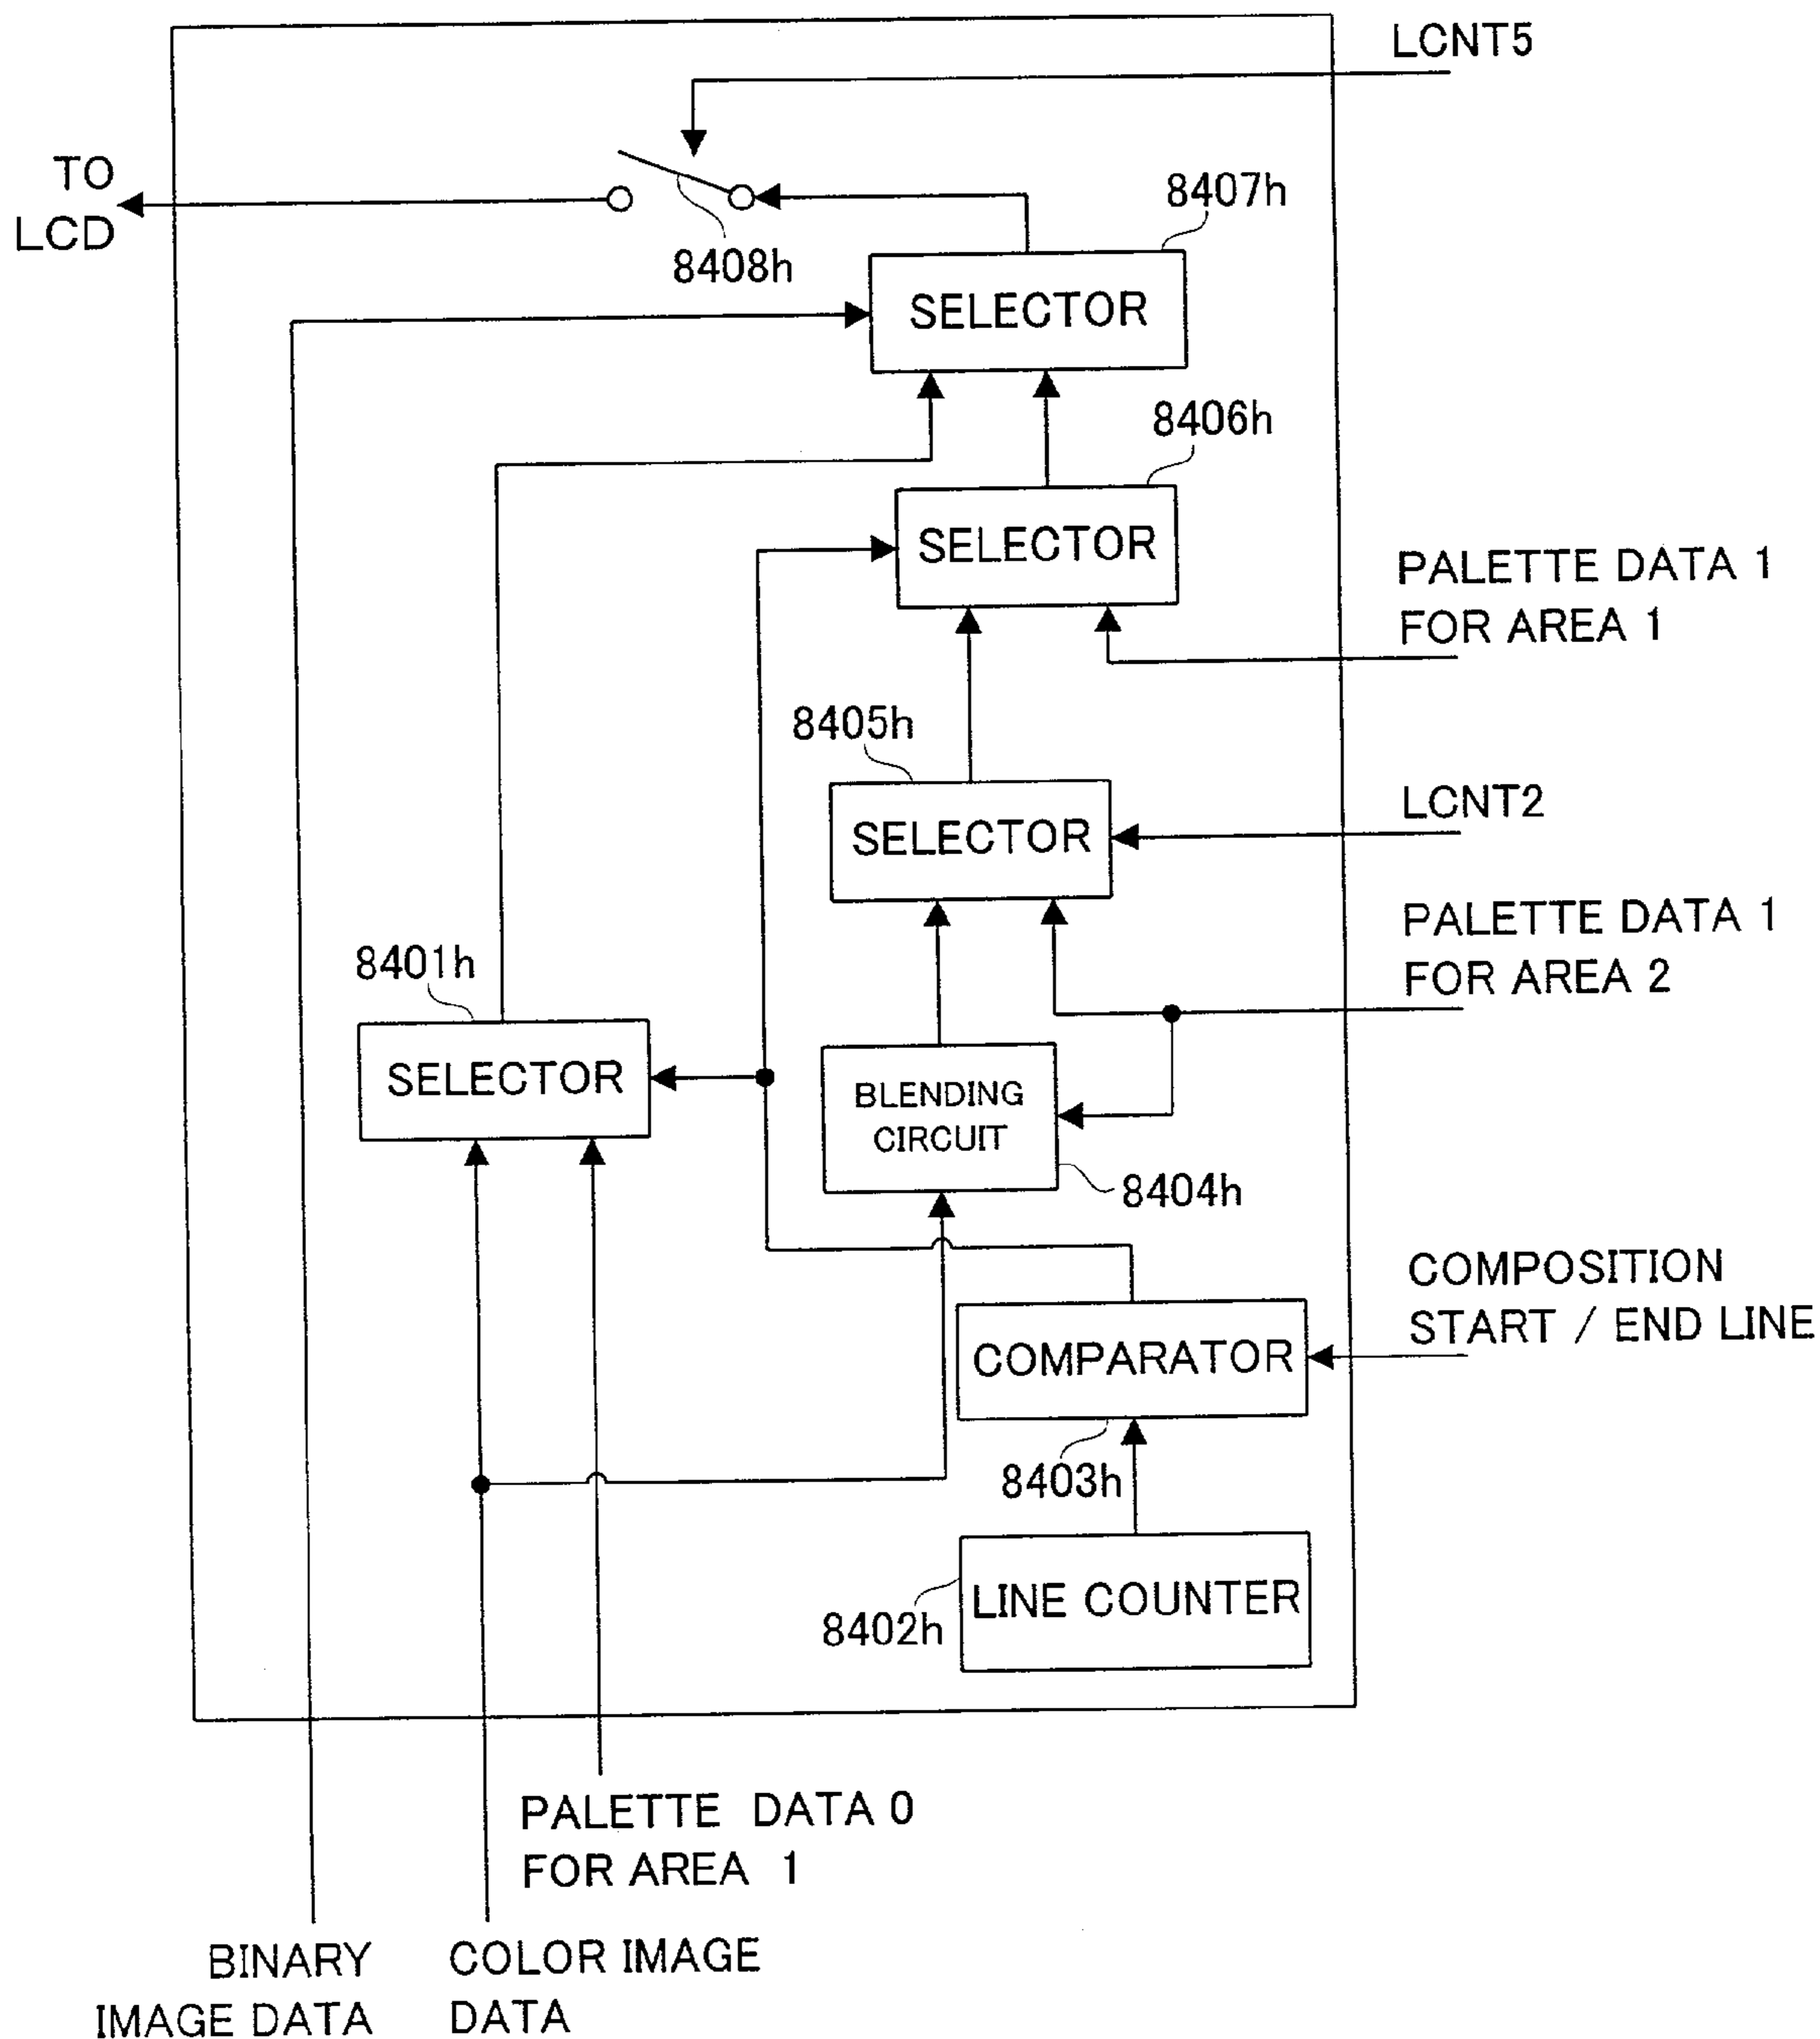 LCNT5
TO
LCD
8407h
8408h
SELECTOR
8406h
SELECTOR
PALETTE DATA 1
FOR AREA 1
8405h
LCNT2
SELECTOR
PALETTE DATA 1
FOR AREA 2
8401h
SELECTOR
BLENDING
CIRCUIT
8404h
COMPOSITION
START / END LINE
COMPARATOR
8403h
LINE COUNTER
8402h
PALETTE DATA 0
FOR AREA 1
BINARY
IMAGE DATA
COLOR IMAGE
DATA